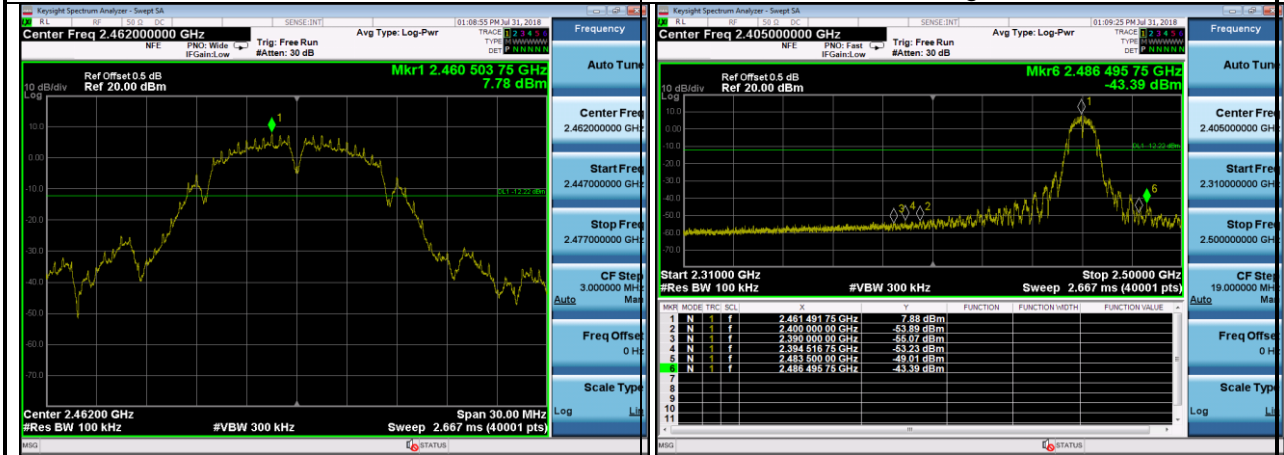 Keysight Spectrum Analyzer - Swept SA
RL RF 50 Ω DC SENSE:INT 01:08:55 PM Jul 31, 2018
Center Freq 2.462000000 GHz
NFE PNO: Wide IFGain:Low Trig: Free Run #Atten: 30 dB
Avg Type: Log-Pwr
TRACE 1 2 3 4 5 6
TYPE M W W W W W
DET P N N N N N
Ref Offset 0.5 dB
Ref 20.00 dBm
10 dB/div
Log
Mkr1 2.460 503 75 GHz
7.78 dBm
1
10.0
0.00
-10.0
DL1 -12.22 dBm
-20.0
-30.0
-40.0
-50.0
-60.0
-70.0
Center 2.46200 GHz Span 30.00 MHz
#Res BW 100 kHz #VBW 300 kHz Sweep 2.667 ms (40001 pts)
MSG STATUS
Frequency
Auto Tune
Center Freq
2.462000000 GHz
Start Freq
2.447000000 GHz
Stop Freq
2.477000000 GHz
CF Step
3.000000 MHz
Auto Man
Freq Offset
0 Hz
Scale Type
Log Lin
Keysight Spectrum Analyzer - Swept SA
RL RF 50 Ω DC SENSE:INT 01:09:25 PM Jul 31, 2018
Center Freq 2.405000000 GHz
NFE PNO: Fast IFGain:Low Trig: Free Run #Atten: 30 dB
Avg Type: Log-Pwr
TRACE 1 2 3 4 5 6
TYPE M W W W W W
DET P N N N N N
Ref Offset 0.5 dB
Ref 20.00 dBm
10 dB/div
Log
Mkr6 2.486 495 75 GHz
-43.39 dBm
1
10.0
0.00
-10.0
DL1 -12.22 dBm
-20.0
-30.0
-40.0
3 4 2 6
-50.0
-60.0
-70.0
Start 2.31000 GHz Stop 2.50000 GHz
#Res BW 100 kHz #VBW 300 kHz Sweep 2.667 ms (40001 pts)
MKR MODE TRC SCL X Y FUNCTION FUNCTION WIDTH FUNCTION VALUE
1 N 1 f 2.461 491 75 GHz 7.88 dBm
2 N 1 f 2.400 000 00 GHz -53.89 dBm
3 N 1 f 2.390 000 00 GHz -55.07 dBm
4 N 1 f 2.394 516 75 GHz -53.23 dBm
5 N 1 f 2.483 500 00 GHz -49.01 dBm
6 N 1 f 2.486 495 75 GHz -43.39 dBm
7
8
9
10
11
MSG STATUS
Frequency
Auto Tune
Center Freq
2.405000000 GHz
Start Freq
2.310000000 GHz
Stop Freq
2.500000000 GHz
CF Step
19.000000 MHz
Auto Man
Freq Offset
0 Hz
Scale Type
Log Lin